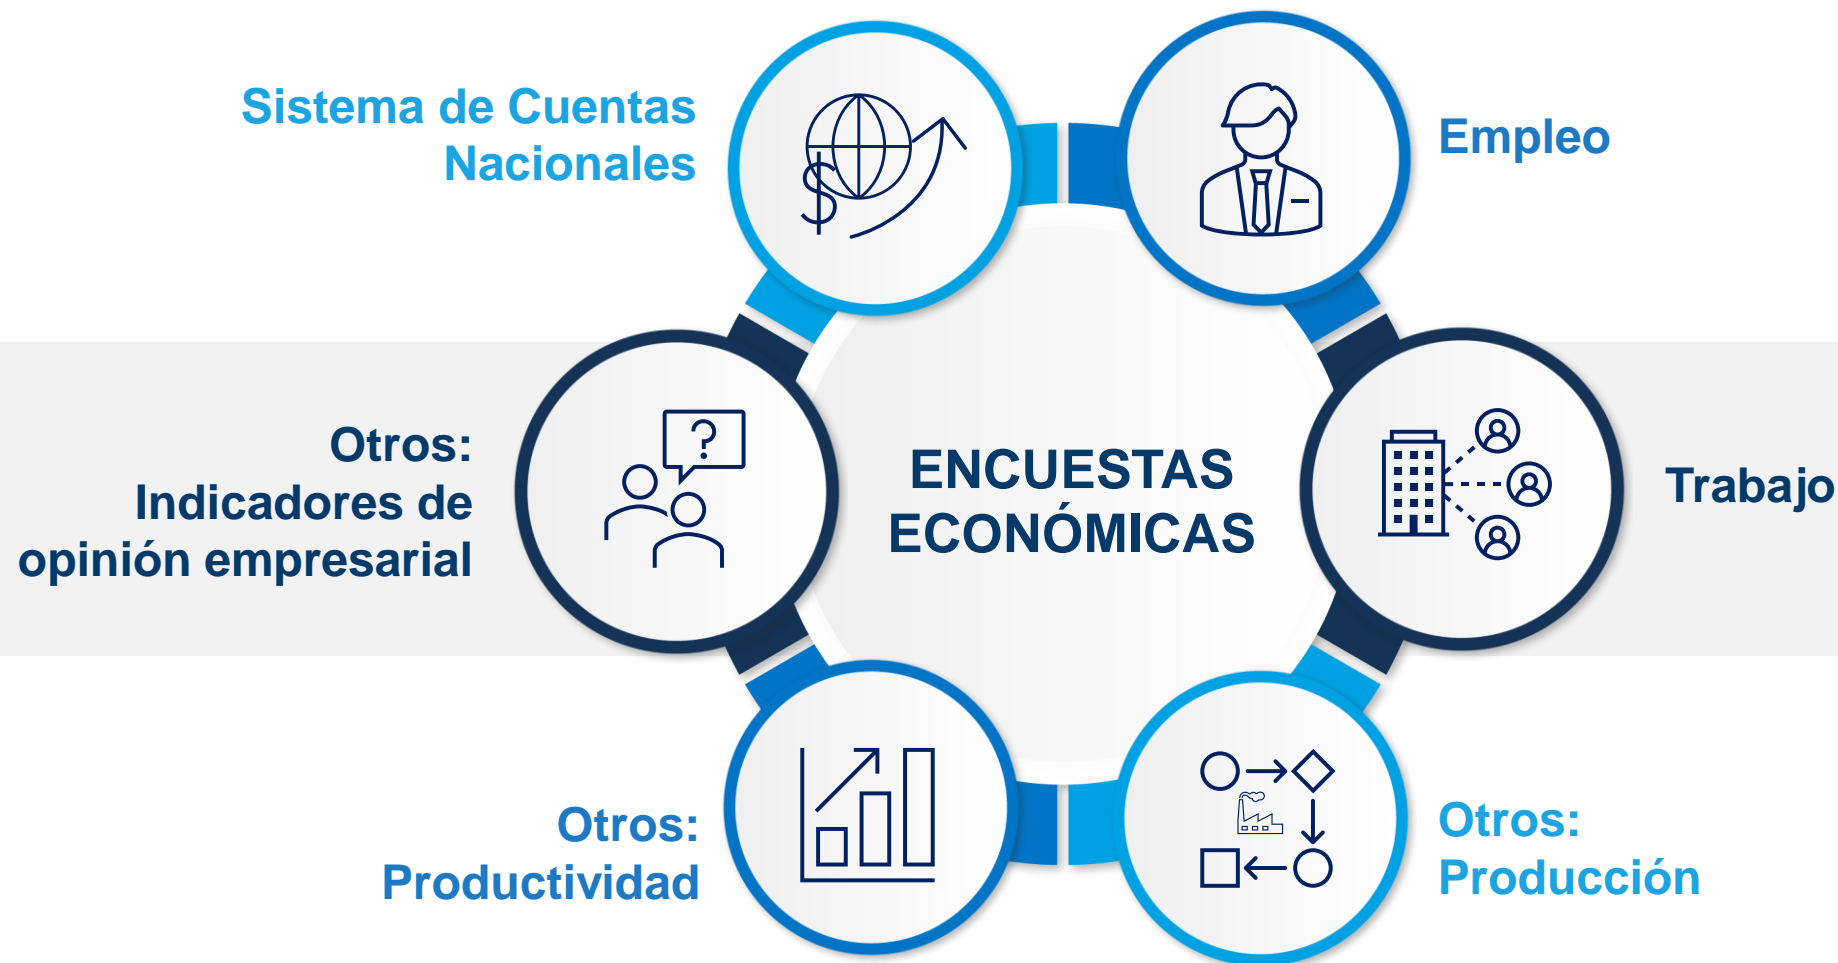 Sistema de Cuentas
Nacionales
Empleo
Otros:
Indicadores de
opinión empresarial
ENCUESTAS
ECONÓMICAS
Trabajo
Otros:
Productividad
Otros:
Producción
$
?